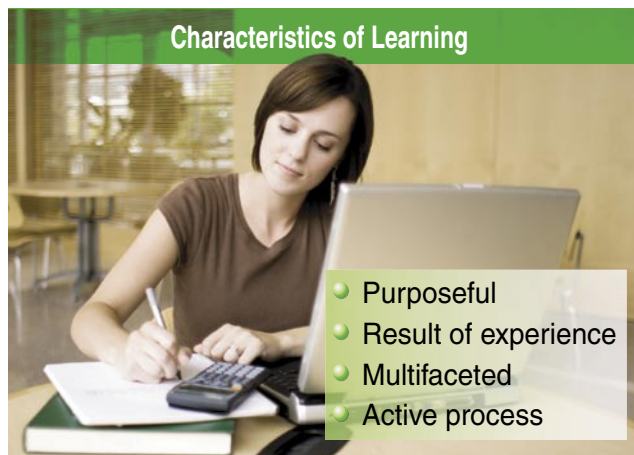 Characteristics of Learning
Purposeful
Result of experience
Multifaceted
Active process